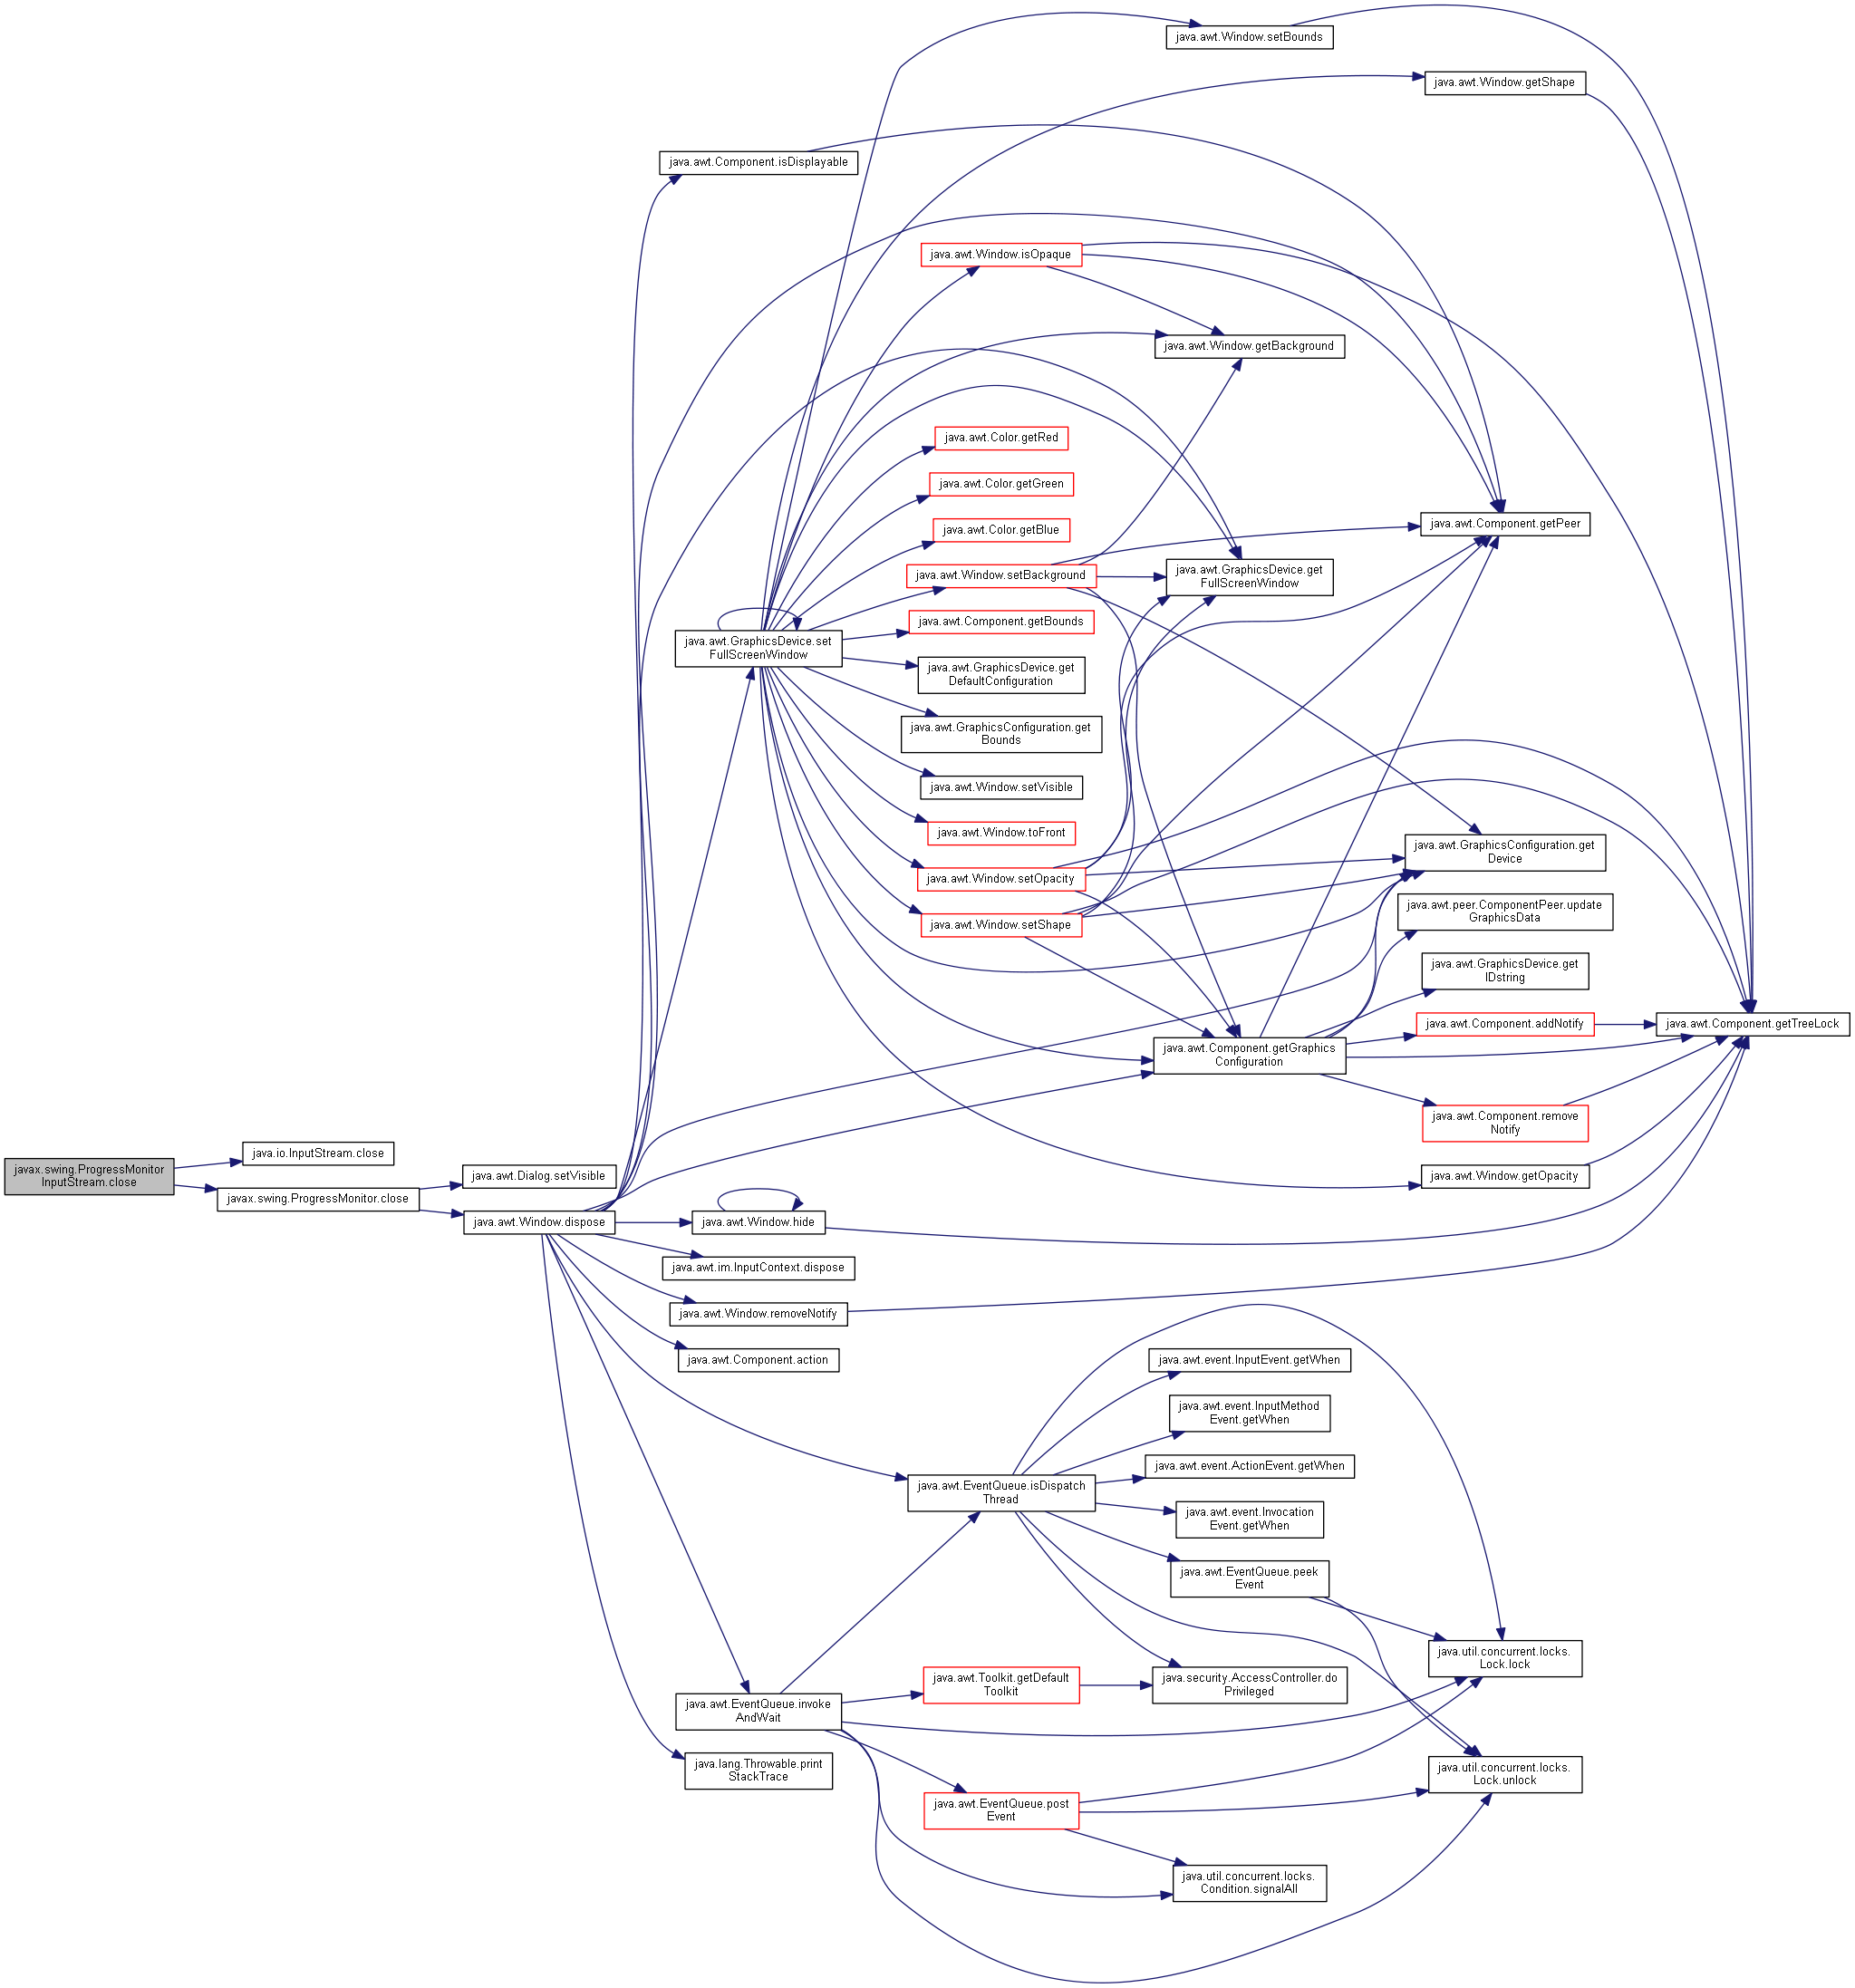 java.awt.Window.setBounds
java.awt.Window.getShape
java.awt.Component.isDisplayable
java.awt.Window.isOpaque
java.awt.Window.getBackground
java.awt.Color.getRed
java.awt.Color.getGreen
java.awt.Color.getBlue
java.awt.Component.getPeer
java.awt.Window.setBackground
java.awt.GraphicsDevice.get
FullScreenWindow
java.awt.GraphicsDevice.set
FullScreenWindow
java.awt.Component.getBounds
java.awt.GraphicsDevice.get
DefaultConfiguration
java.awt.GraphicsConfiguration.get
Bounds
java.awt.Window.setVisible
java.awt.Window.toFront
java.awt.Window.setOpacity
java.awt.GraphicsConfiguration.get
Device
java.awt.Window.setShape
java.awt.peer.ComponentPeer.update
GraphicsData
java.awt.GraphicsDevice.get
IDstring
java.awt.Component.addNotify
java.awt.Component.getTreeLock
java.awt.Component.getGraphics
Configuration
java.awt.Component.remove
Notify
java.awt.Window.getOpacity
java.io.InputStream.close
javax.swing.ProgressMonitor
InputStream.close
javax.swing.ProgressMonitor.close
java.awt.Dialog.setVisible
java.awt.Window.dispose
java.awt.Window.hide
java.awt.im.InputContext.dispose
java.awt.Window.removeNotify
java.awt.Component.action
java.awt.event.InputEvent.getWhen
java.awt.event.InputMethod
Event.getWhen
java.awt.event.ActionEvent.getWhen
java.awt.EventQueue.isDispatch
Thread
java.awt.event.Invocation
Event.getWhen
java.awt.EventQueue.peek
Event
java.util.concurrent.locks.
Lock.lock
java.awt.Toolkit.getDefault
Toolkit
java.security.AccessController.do
Privileged
java.awt.EventQueue.invoke
AndWait
java.lang.Throwable.print
StackTrace
java.util.concurrent.locks.
Lock.unlock
java.awt.EventQueue.post
Event
java.util.concurrent.locks.
Condition.signalAll